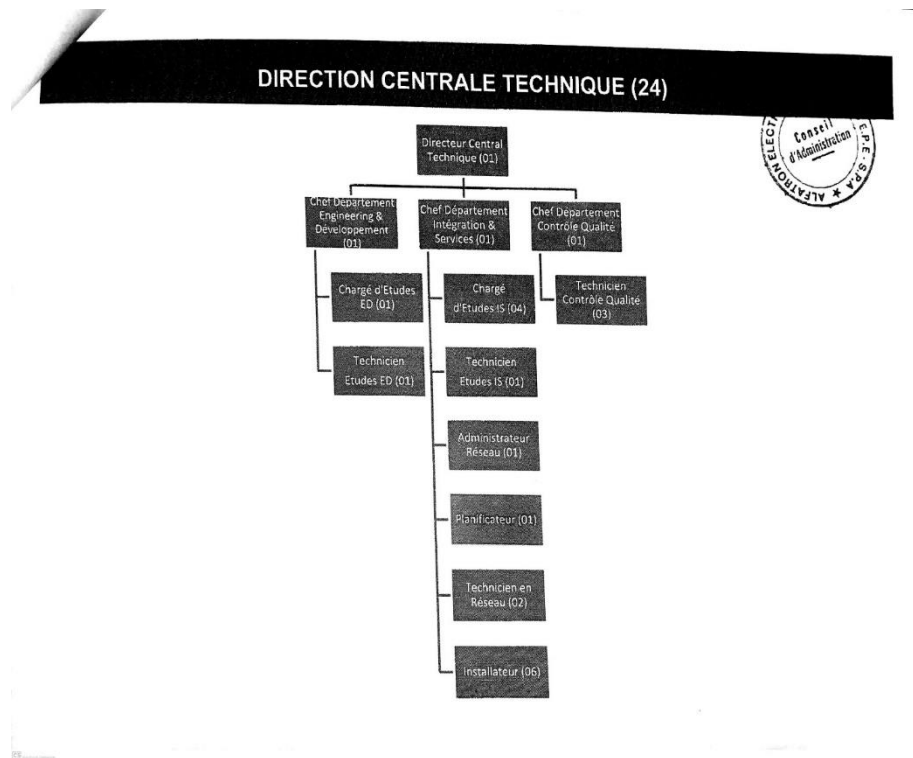 DIRECTION CENTRALE TECHNIQUE (24)
Conseil
d'Administration
ALFATRON ELECT
E.P.E - S.P.A
Directeur Central
Technique (01)
Chef Département
Engineering &
Développement
(01)
Chef Département
Intégration &
Services (01)
Chef Département
Contrôle Qualité
(01)
Chargé d'Etudes
ED (01)
Technicien
Etudes ED (01)
Chargé
d'Etudes IS (04)
Technicien
Etudes IS (01)
Administrateur
Réseau (01)
Planificateur (01)
Technicien en
Réseau (02)
Installateur (06)
Technicien
Contrôle Qualité
(03)